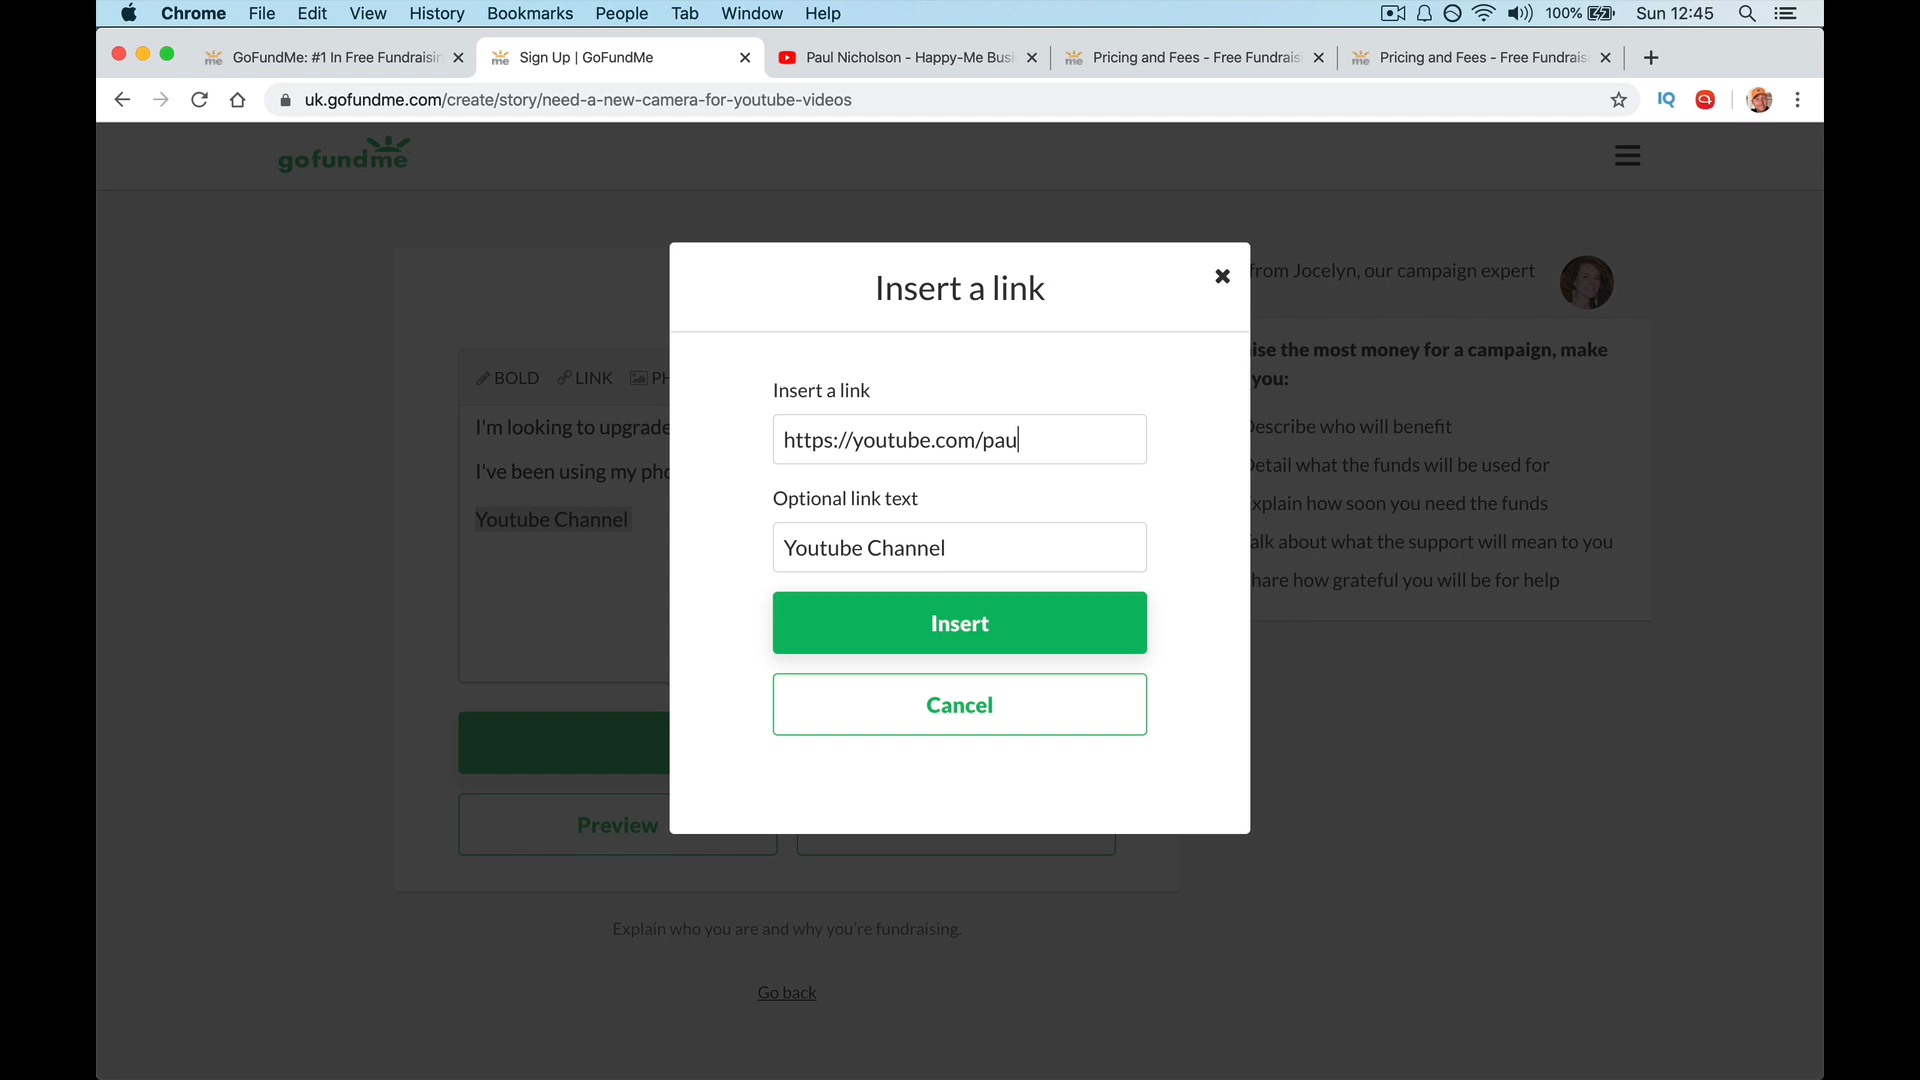 Chrome File Edit View History Bookmarks People Tab Window Help 100% Sun 12:45
GoFundMe: #1 In Free Fundraisin Sign Up | GoFundMe Paul Nicholson - Happy-Me Busi Pricing and Fees - Free Fundrais Pricing and Fees - Free Fundrais
uk.gofundme.com/create/story/need-a-new-camera-for-youtube-videos IQ
gofundme
Insert a link
from Jocelyn, our campaign expert
ise the most money for a campaign, make
you:
BOLD LINK PH
Insert a link
I'm looking to upgrade
https://youtube.com/pau
Describe who will benefit
I've been using my pho
Detail what the funds will be used for
Optional link text
xplain how soon you need the funds
Youtube Channel
Youtube Channel
alk about what the support will mean to you
hare how grateful you will be for help
Insert
Cancel
Preview
Explain who you are and why you're fundraising.
Go back